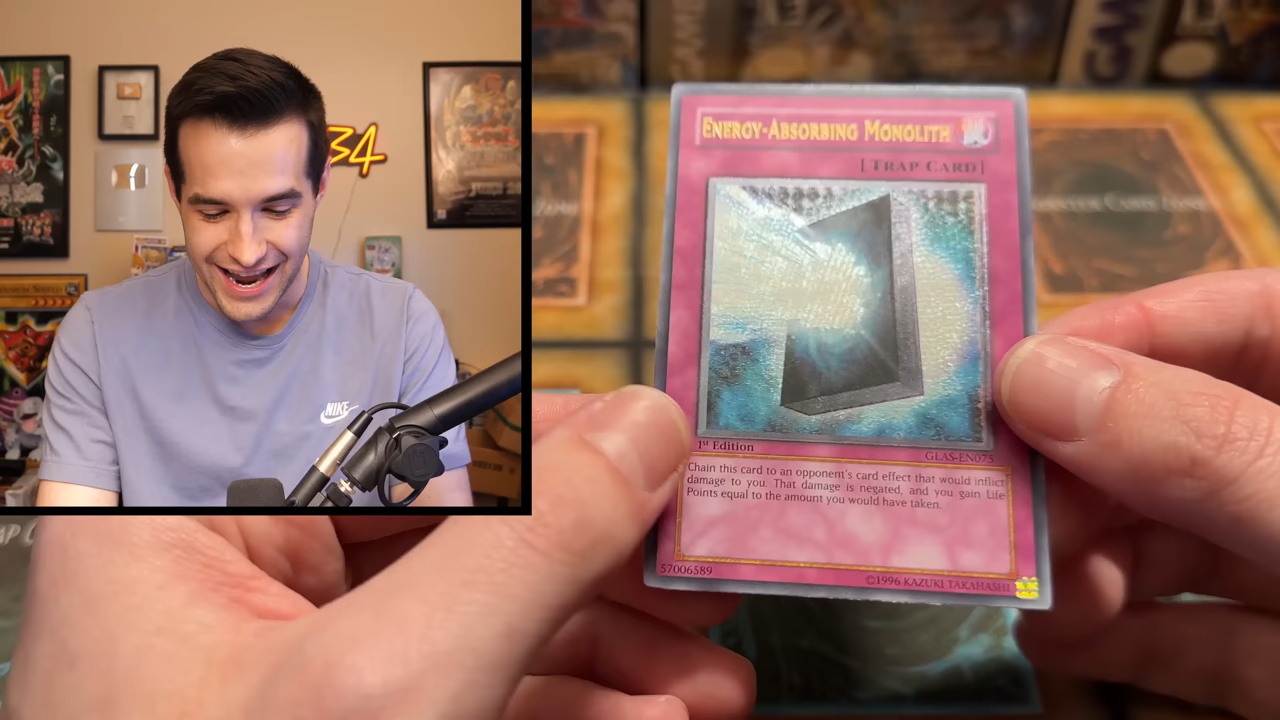 34
NIKE
ENERGY-ABSORBING MONOLITH
[TRAP CARD]
1st Edition
GLAS-EN075
Chain this card to an opponent's card effect that would inflict
damage to you. That damage is negated, and you gain Life
Points equal to the amount you would have taken.
57006589
©1996 KAZUKI TAKAHASHI